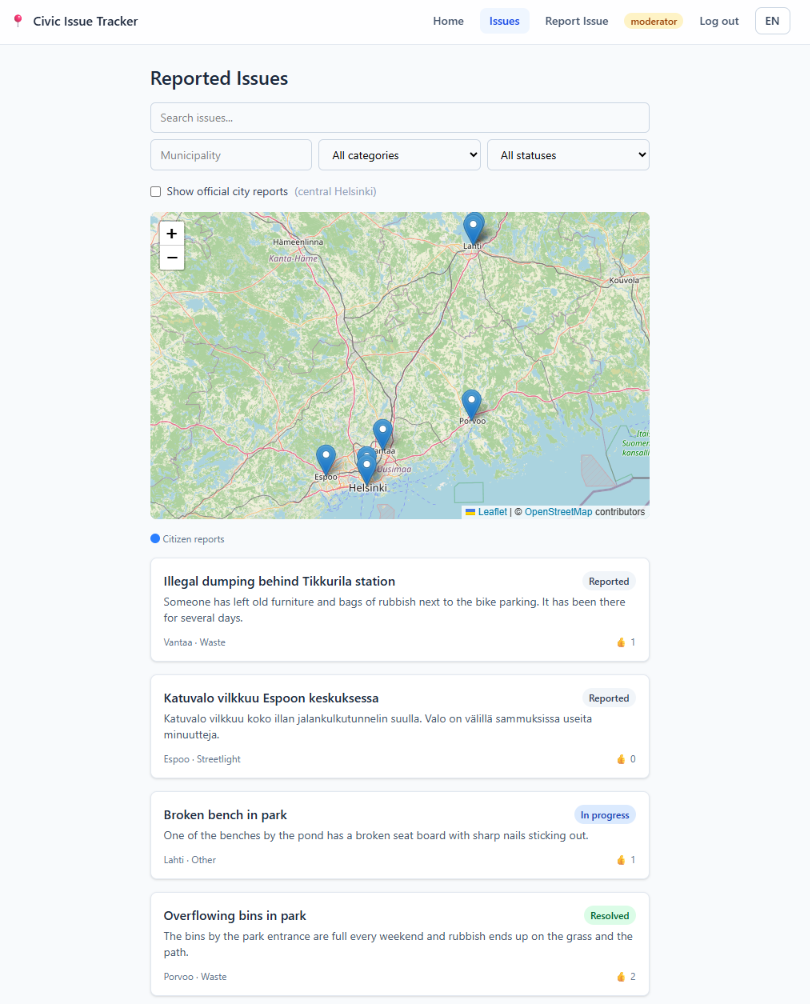 Civic Issue Tracker
Home
Issues
Report Issue
moderator
Log out
EN
Reported Issues
Search issues...
Municipality
All categories
All statuses
Show official city reports (central Helsinki)
+
−
Lahti
Hämeenlinna
Kanta-Häme
Kouvola
Porvoo
Uusimaa
Espoo
Helsinki
Leaflet | © OpenStreetMap contributors
Citizen reports
Illegal dumping behind Tikkurila station
Reported
Someone has left old furniture and bags of rubbish next to the bike parking. It has been there
for several days.
Vantaa · Waste
1
Katuvalo vilkkuu Espoon keskuksessa
Reported
Katuvalo vilkkuu koko illan jalankulkutunnelin suulla. Valo on välillä sammuksissa useita
minuutteja.
Espoo · Streetlight
0
Broken bench in park
In progress
One of the benches by the pond has a broken seat board with sharp nails sticking out.
Lahti · Other
1
Overflowing bins in park
Resolved
The bins by the park entrance are full every weekend and rubbish ends up on the grass and the
path.
Porvoo · Waste
2